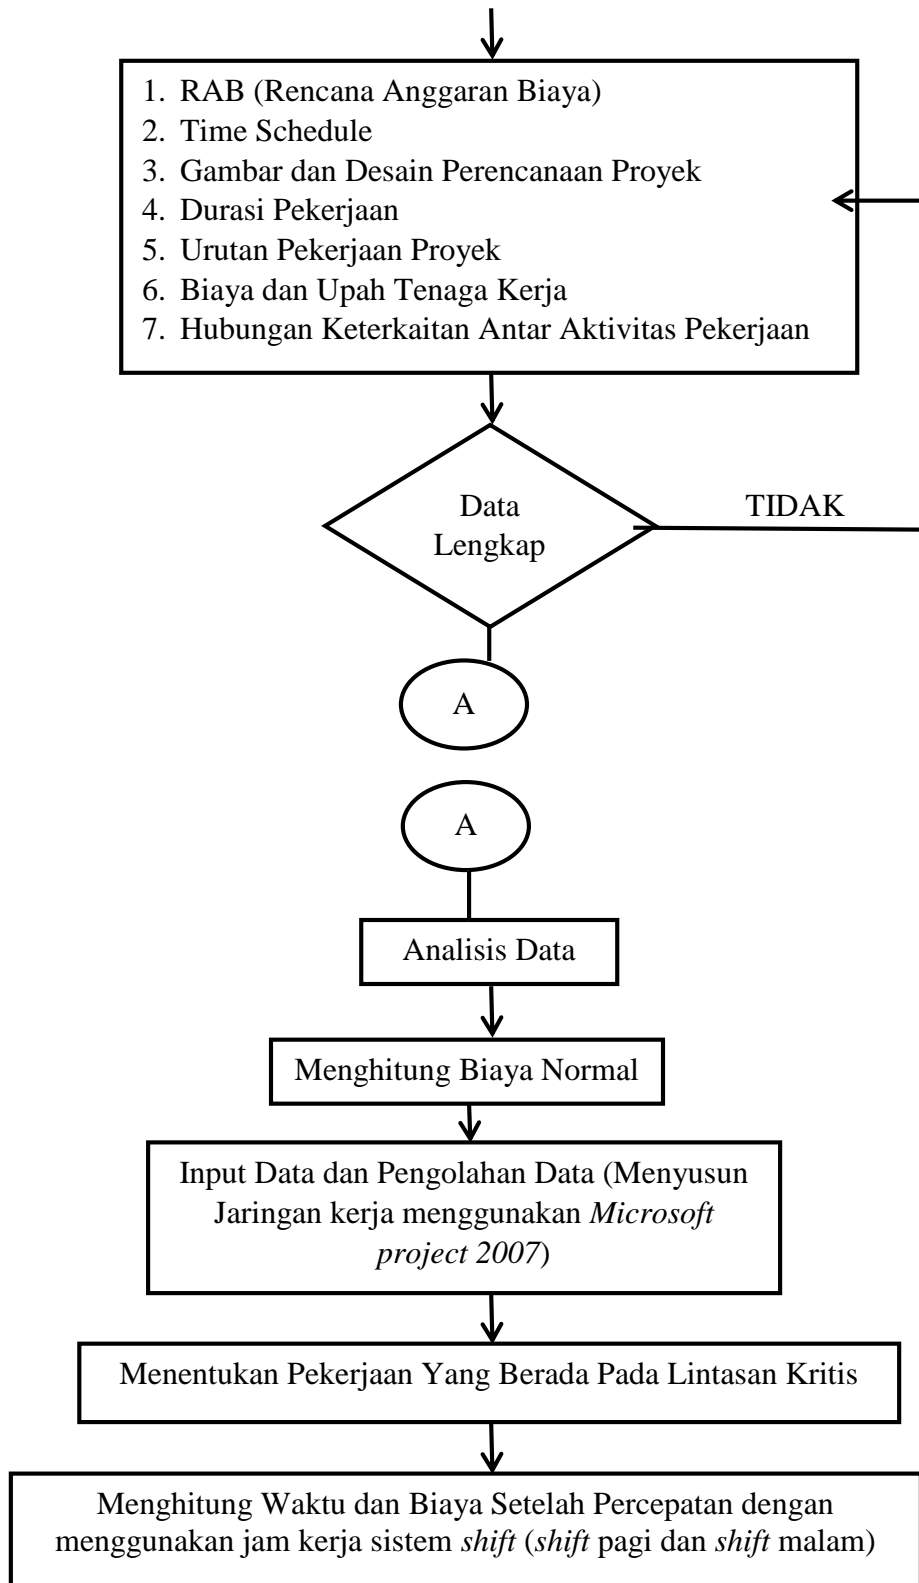 1. RAB (Rencana Anggaran Biaya)
2. Time Schedule
3. Gambar dan Desain Perencanaan Proyek
4. Durasi Pekerjaan
5. Urutan Pekerjaan Proyek
6. Biaya dan Upah Tenaga Kerja
7. Hubungan Keterkaitan Antar Aktivitas Pekerjaan
Data
Lengkap
TIDAK
A
A
Analisis Data
Menghitung Biaya Normal
Input Data dan Pengolahan Data (Menyusun
Jaringan kerja menggunakan Microsoft
project 2007)
Menentukan Pekerjaan Yang Berada Pada Lintasan Kritis
Menghitung Waktu dan Biaya Setelah Percepatan dengan
menggunakan jam kerja sistem shift (shift pagi dan shift malam)